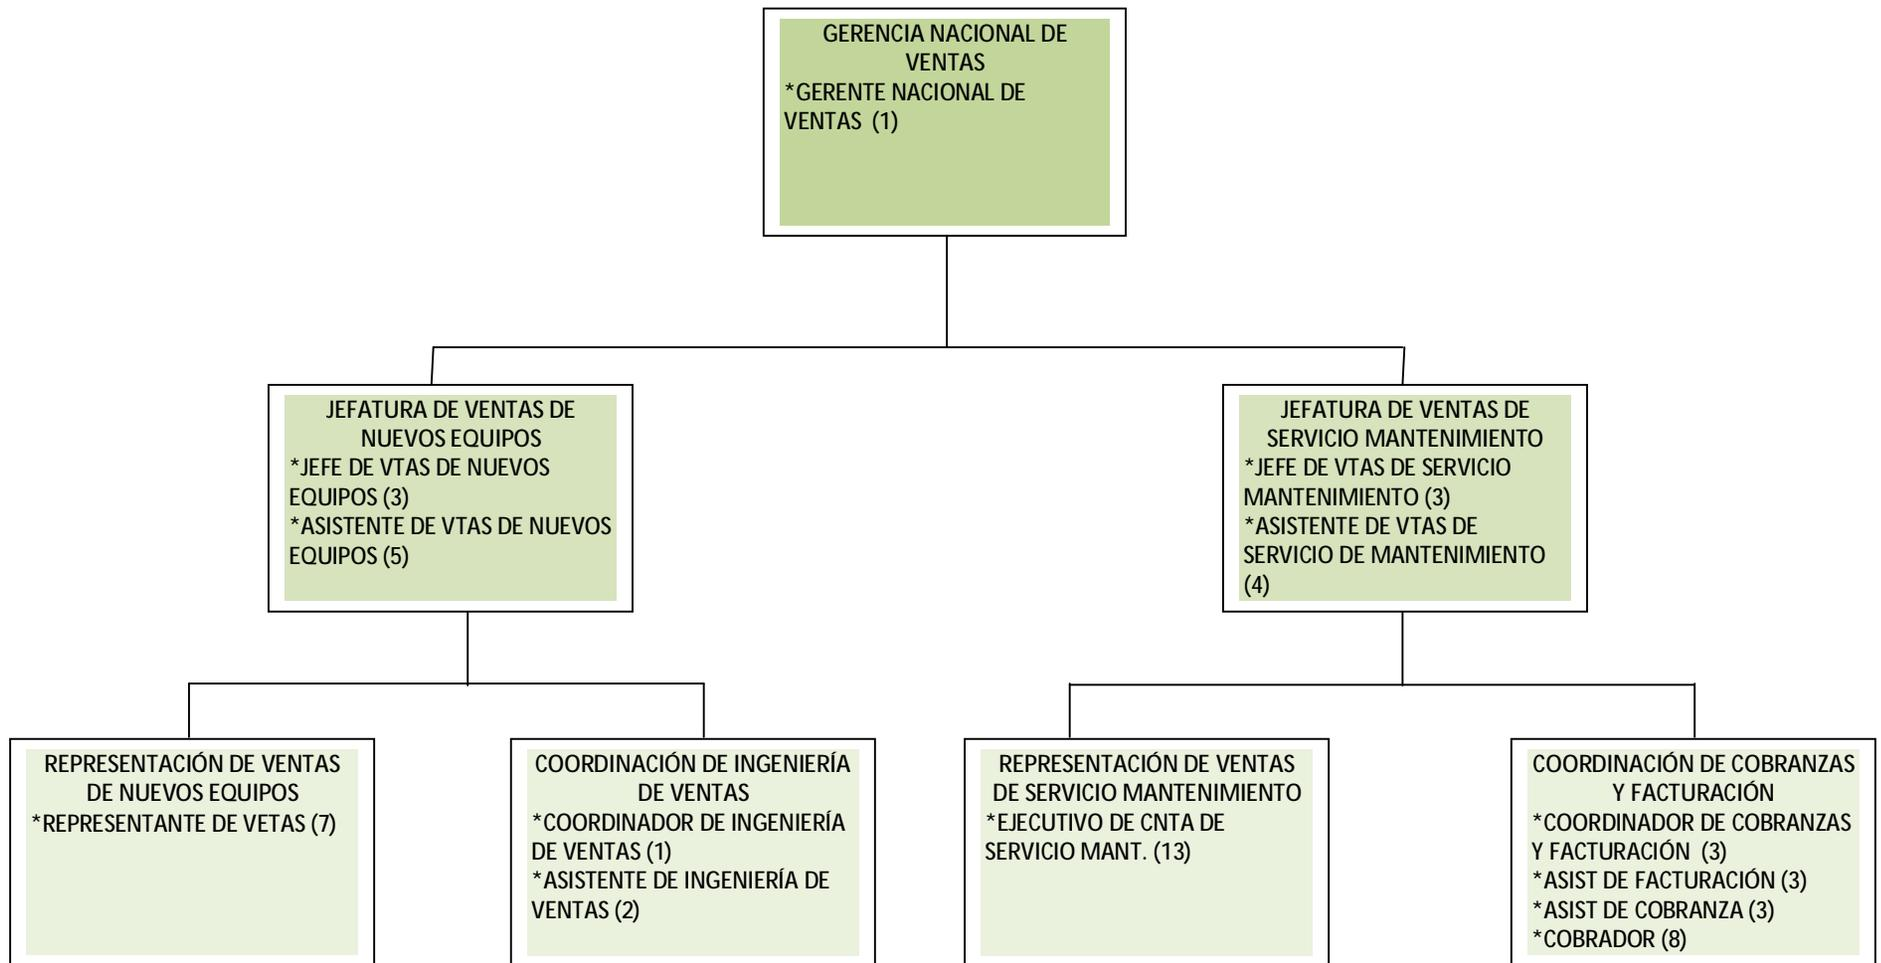 GERENCIA NACIONAL DE
VENTAS
*GERENTE NACIONAL DE
VENTAS (1)
JEFATURA DE VENTAS DE
NUEVOS EQUIPOS
*JEFE DE VTAS DE NUEVOS
EQUIPOS (3)
*ASISTENTE DE VTAS DE NUEVOS
EQUIPOS (5)
JEFATURA DE VENTAS DE
SERVICIO MANTENIMIENTO
*JEFE DE VTAS DE SERVICIO
MANTENIMIENTO (3)
*ASISTENTE DE VTAS DE
SERVICIO DE MANTENIMIENTO
(4)
REPRESENTACIÓN DE VENTAS
DE NUEVOS EQUIPOS
*REPRESENTANTE DE VETAS (7)
COORDINACIÓN DE INGENIERÍA
DE VENTAS
*COORDINADOR DE INGENIERÍA
DE VENTAS (1)
*ASISTENTE DE INGENIERÍA DE
VENTAS (2)
REPRESENTACIÓN DE VENTAS
DE SERVICIO MANTENIMIENTO
*EJECUTIVO DE CNTA DE
SERVICIO MANT. (13)
COORDINACIÓN DE COBRANZAS
Y FACTURACIÓN
*COORDINADOR DE COBRANZAS
Y FACTURACIÓN (3)
*ASIST DE FACTURACIÓN (3)
*ASIST DE COBRANZA (3)
*COBRADOR (8)